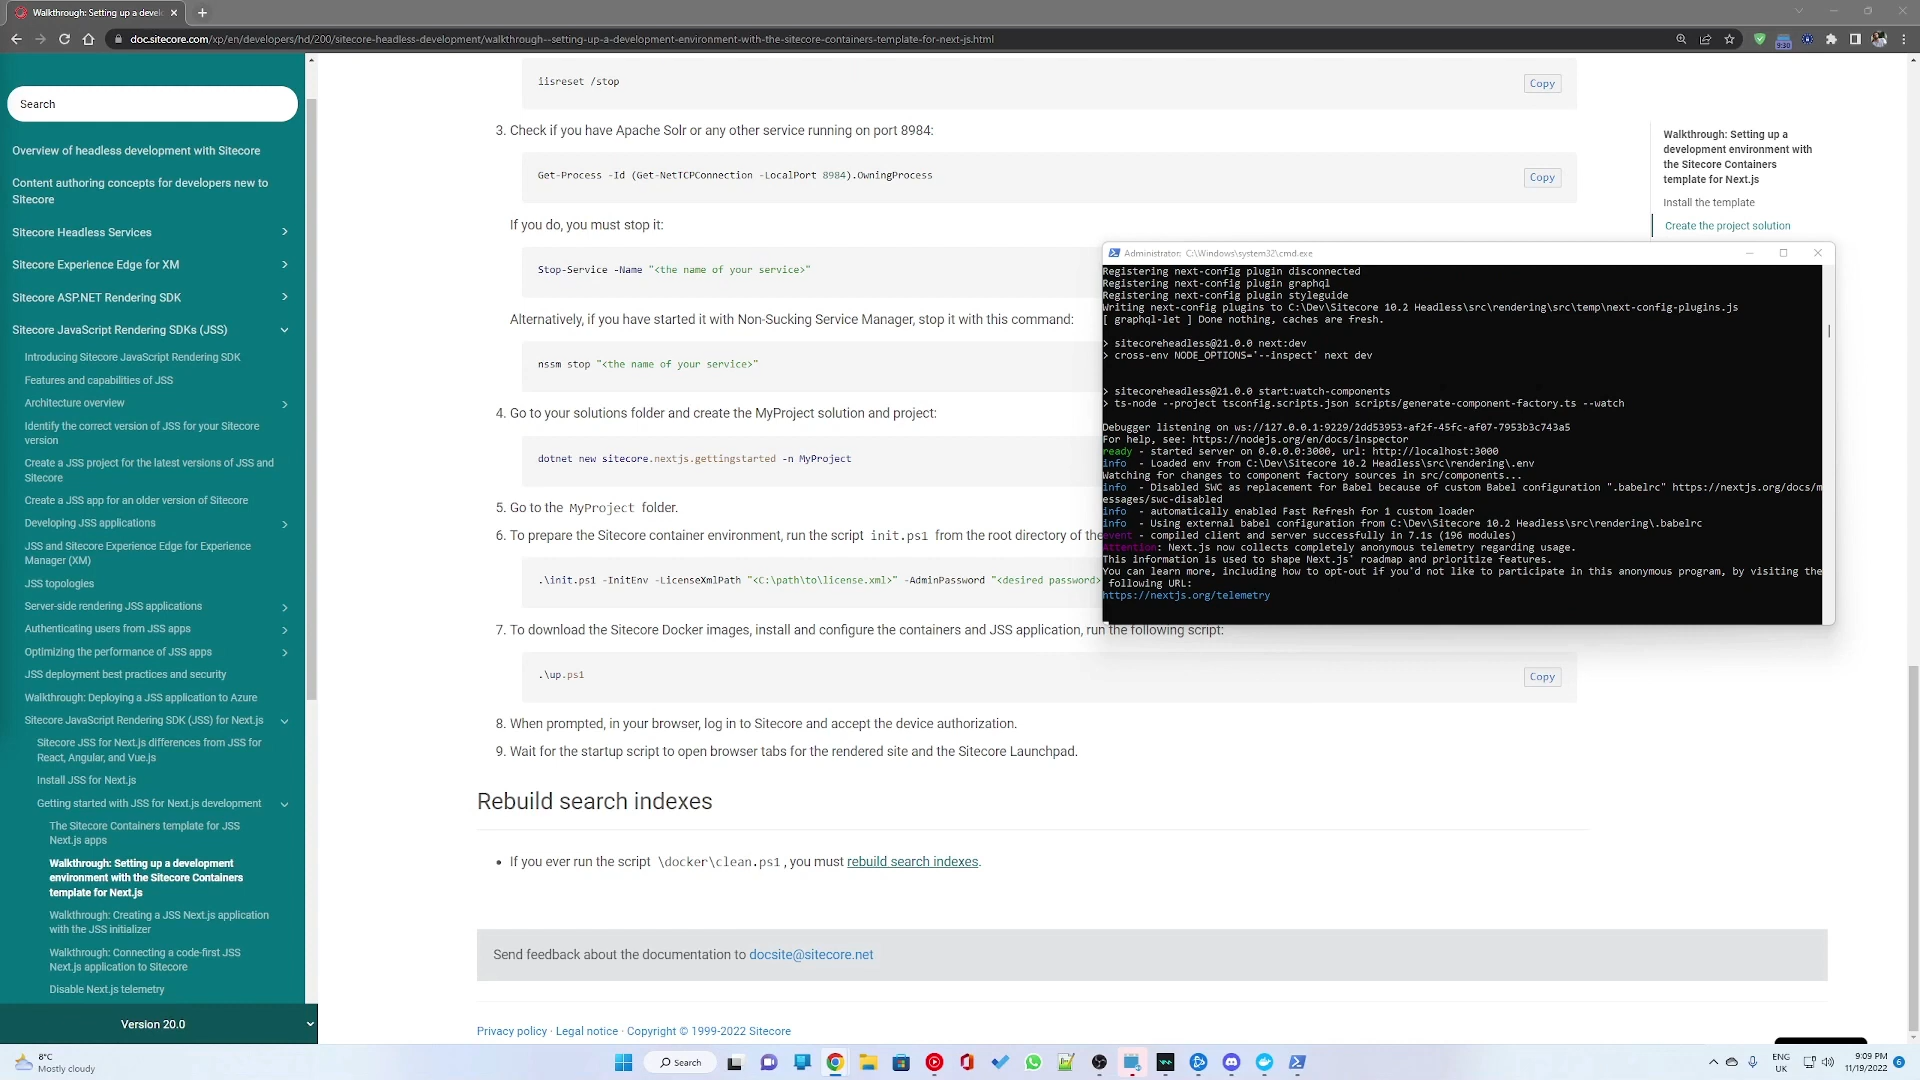 Walkthrough: Setting up a devel
doc.sitecore.com/xp/en/developers/hd/200/sitecore-headless-development/walkthrough--setting-up-a-development-environment-with-the-sitecore-containers-template-for-next-js.html
9:30
Search
Overview of headless development with Sitecore
Content authoring concepts for developers new to
Sitecore
Sitecore Headless Services
Sitecore Experience Edge for XM
Sitecore ASP.NET Rendering SDK
Sitecore JavaScript Rendering SDKs (JSS)
Introducing Sitecore JavaScript Rendering SDK
Features and capabilities of JSS
Architecture overview
Identify the correct version of JSS for your Sitecore
version
Create a JSS project for the latest versions of JSS and
Sitecore
Create a JSS app for an older version of Sitecore
Developing JSS applications
JSS and Sitecore Experience Edge for Experience
Manager (XM)
JSS topologies
Server-side rendering JSS applications
Authenticating users from JSS apps
Optimizing the performance of JSS apps
JSS deployment best practices and security
Walkthrough: Deploying a JSS application to Azure
Sitecore JavaScript Rendering SDK (JSS) for Next.js
Sitecore JSS for Next.js differences from JSS for
React, Angular, and Vue.js
Install JSS for Next.js
Getting started with JSS for Next.js development
The Sitecore Containers template for JSS
Next.js apps
Walkthrough: Setting up a development
environment with the Sitecore Containers
template for Next.js
Walkthrough: Creating a JSS Next.js application
with the JSS initializer
Walkthrough: Connecting a code-first JSS
Next.js application to Sitecore
Disable Next.js telemetry
Version 20.0
iisreset /stop
Copy
3. Check if you have Apache Solr or any other service running on port 8984:
Get-Process -Id (Get-NetTCPConnection -LocalPort 8984).OwningProcess
Copy
If you do, you must stop it:
Stop-Service -Name "<the name of your service>"
Alternatively, if you have started it with Non-Sucking Service Manager, stop it with this command:
nssm stop "<the name of your service>"
4. Go to your solutions folder and create the MyProject solution and project:
dotnet new sitecore.nextjs.gettingstarted -n MyProject
5. Go to the MyProject folder.
6. To prepare the Sitecore container environment, run the script init.ps1 from the root directory of the
.\init.ps1 -InitEnv -LicenseXmlPath "<C:\path\to\license.xml>" -AdminPassword "<desired password>
7. To download the Sitecore Docker images, install and configure the containers and JSS application, run the following script:
.\up.ps1
Copy
8. When prompted, in your browser, log in to Sitecore and accept the device authorization.
9. Wait for the startup script to open browser tabs for the rendered site and the Sitecore Launchpad.
Rebuild search indexes
• If you ever run the script \docker\clean.ps1, you must rebuild search indexes.
Send feedback about the documentation to docsite@sitecore.net
Privacy policy · Legal notice · Copyright © 1999-2022 Sitecore
Walkthrough: Setting up a
development environment with
the Sitecore Containers
template for Next.js
Install the template
Create the project solution
Administrator: C:\Windows\system32\cmd.exe
Registering next-config plugin disconnected
Registering next-config plugin graphql
Registering next-config plugin styleguide
Writing next-config plugins to C:\Dev\Sitecore 10.2 Headless\src\rendering\src\temp\next-config-plugins.js
[ graphql-let ] Done nothing, caches are fresh.
> sitecoreheadless@21.0.0 next:dev
> cross-env NODE_OPTIONS='--inspect' next dev
> sitecoreheadless@21.0.0 start:watch-components
> ts-node --project tsconfig.scripts.json scripts/generate-component-factory.ts --watch
Debugger listening on ws://127.0.0.1:9229/2dd53953-af2f-45fc-af07-7953b3c743a5
For help, see: https://nodejs.org/en/docs/inspector
ready - started server on 0.0.0.0:3000, url: http://localhost:3000
info  - Loaded env from C:\Dev\Sitecore 10.2 Headless\src\rendering\.env
Watching for changes to component factory sources in src/components...
info  - Disabled SWC as replacement for Babel because of custom Babel configuration ".babelrc" https://nextjs.org/docs/m
essages/swc-disabled
info  - automatically enabled Fast Refresh for 1 custom loader
info  - Using external babel configuration from C:\Dev\Sitecore 10.2 Headless\src\rendering\.babelrc
event - compiled client and server successfully in 7.1s (196 modules)
Attention: Next.js now collects completely anonymous telemetry regarding usage.
This information is used to shape Next.js' roadmap and prioritize features.
You can learn more, including how to opt-out if you'd not like to participate in this anonymous program, by visiting the
following URL:
https://nextjs.org/telemetry
8°C
Mostly cloudy
Search
ENG
UK
9:09 PM
11/19/2022
6